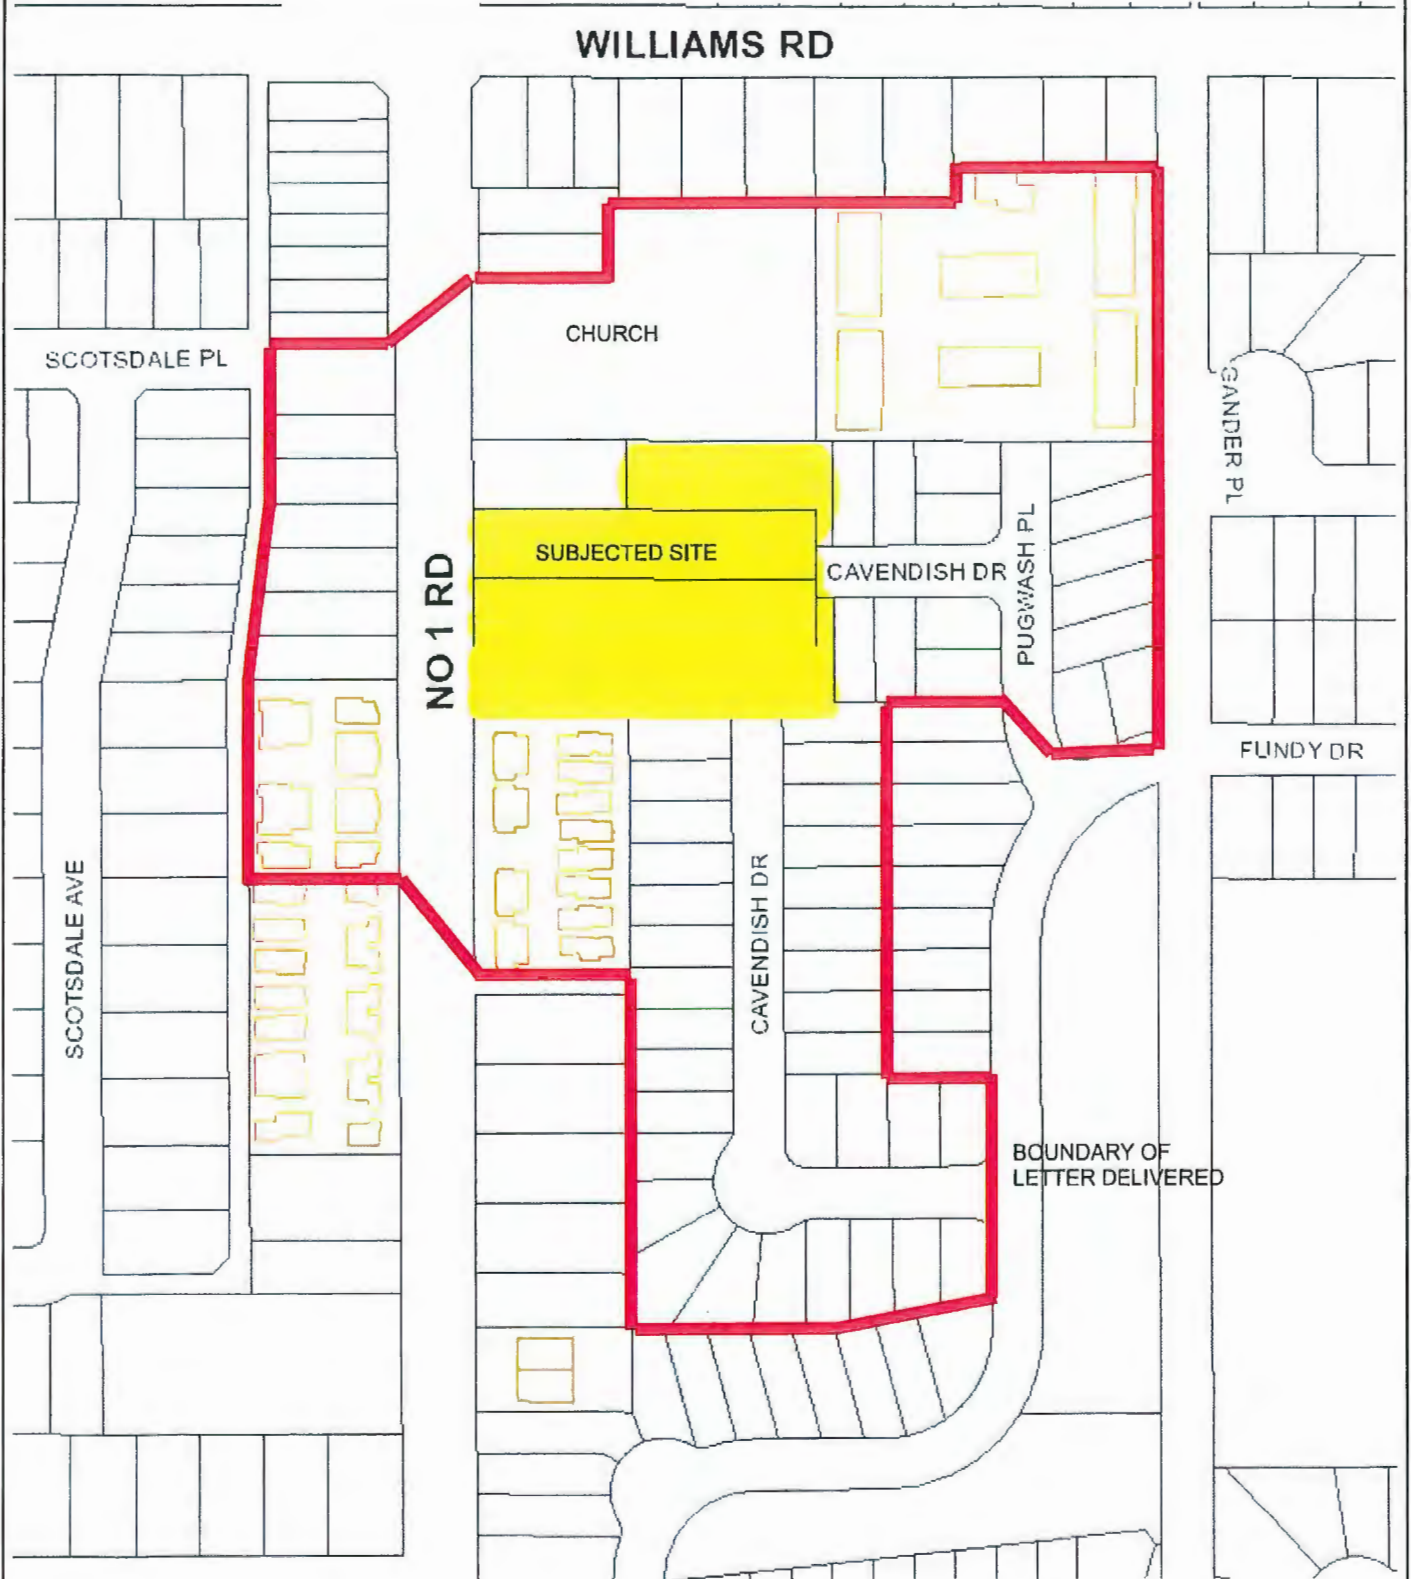 WILLIAMS RD
CHURCH
SCOTSDALE PL
GANDER PL
SUBJECTED SITE
CAVENDISH DR
PUGWASH PL
NO 1 RD
FUNDY DR
SCOTSDALE AVE
CAVENDISH DR
BOUNDARY OF
LETTER DELIVERED